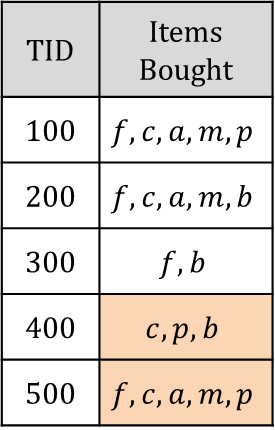 TID Items Bought
100 f, c, a, m, p
200 f, c, a, m, b
300 f, b
400 c, p, b
500 f, c, a, m, p